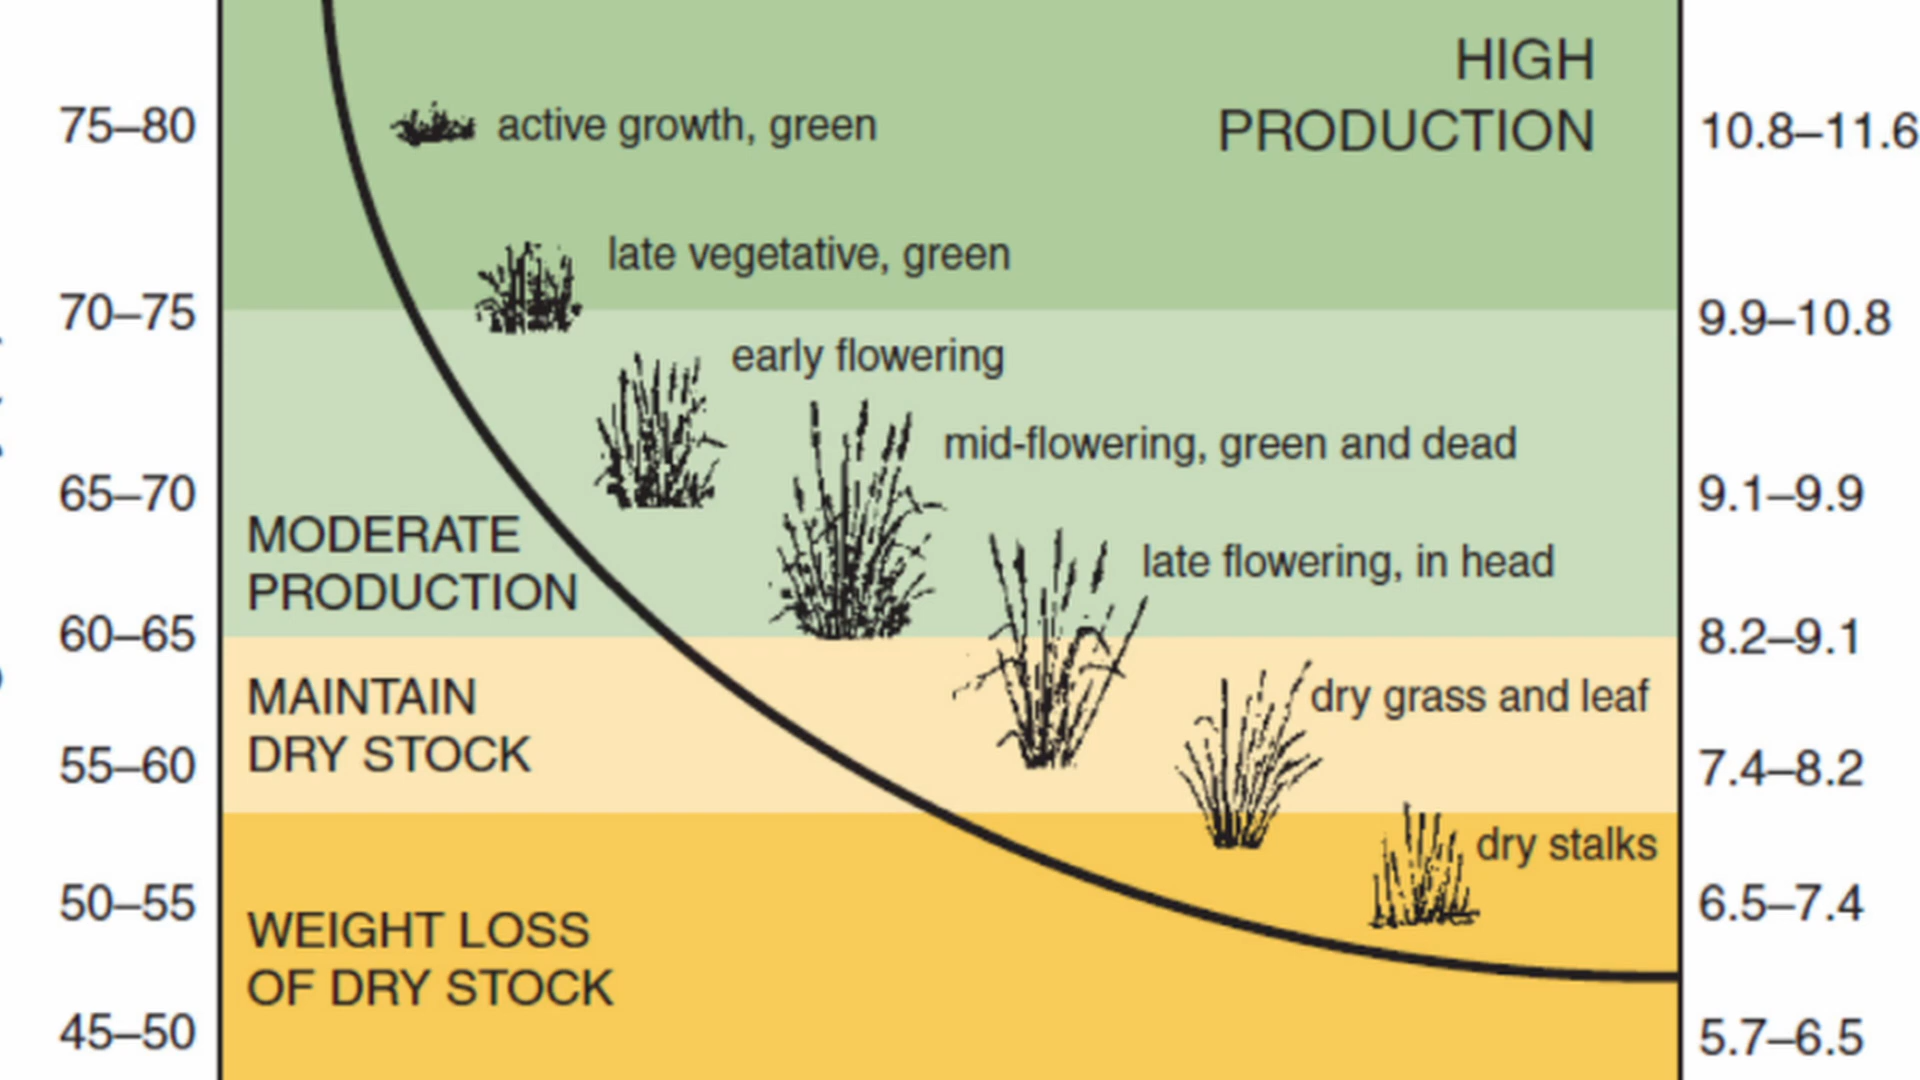 HIGH
PRODUCTION
75–80
active growth, green
10.8–11.6
late vegetative, green
70–75
9.9–10.8
early flowering
mid-flowering, green and dead
65–70
9.1–9.9
MODERATE
PRODUCTION
late flowering, in head
60–65
8.2–9.1
MAINTAIN
DRY STOCK
dry grass and leaf
55–60
7.4–8.2
dry stalks
50–55
6.5–7.4
WEIGHT LOSS
OF DRY STOCK
45–50
5.7–6.5